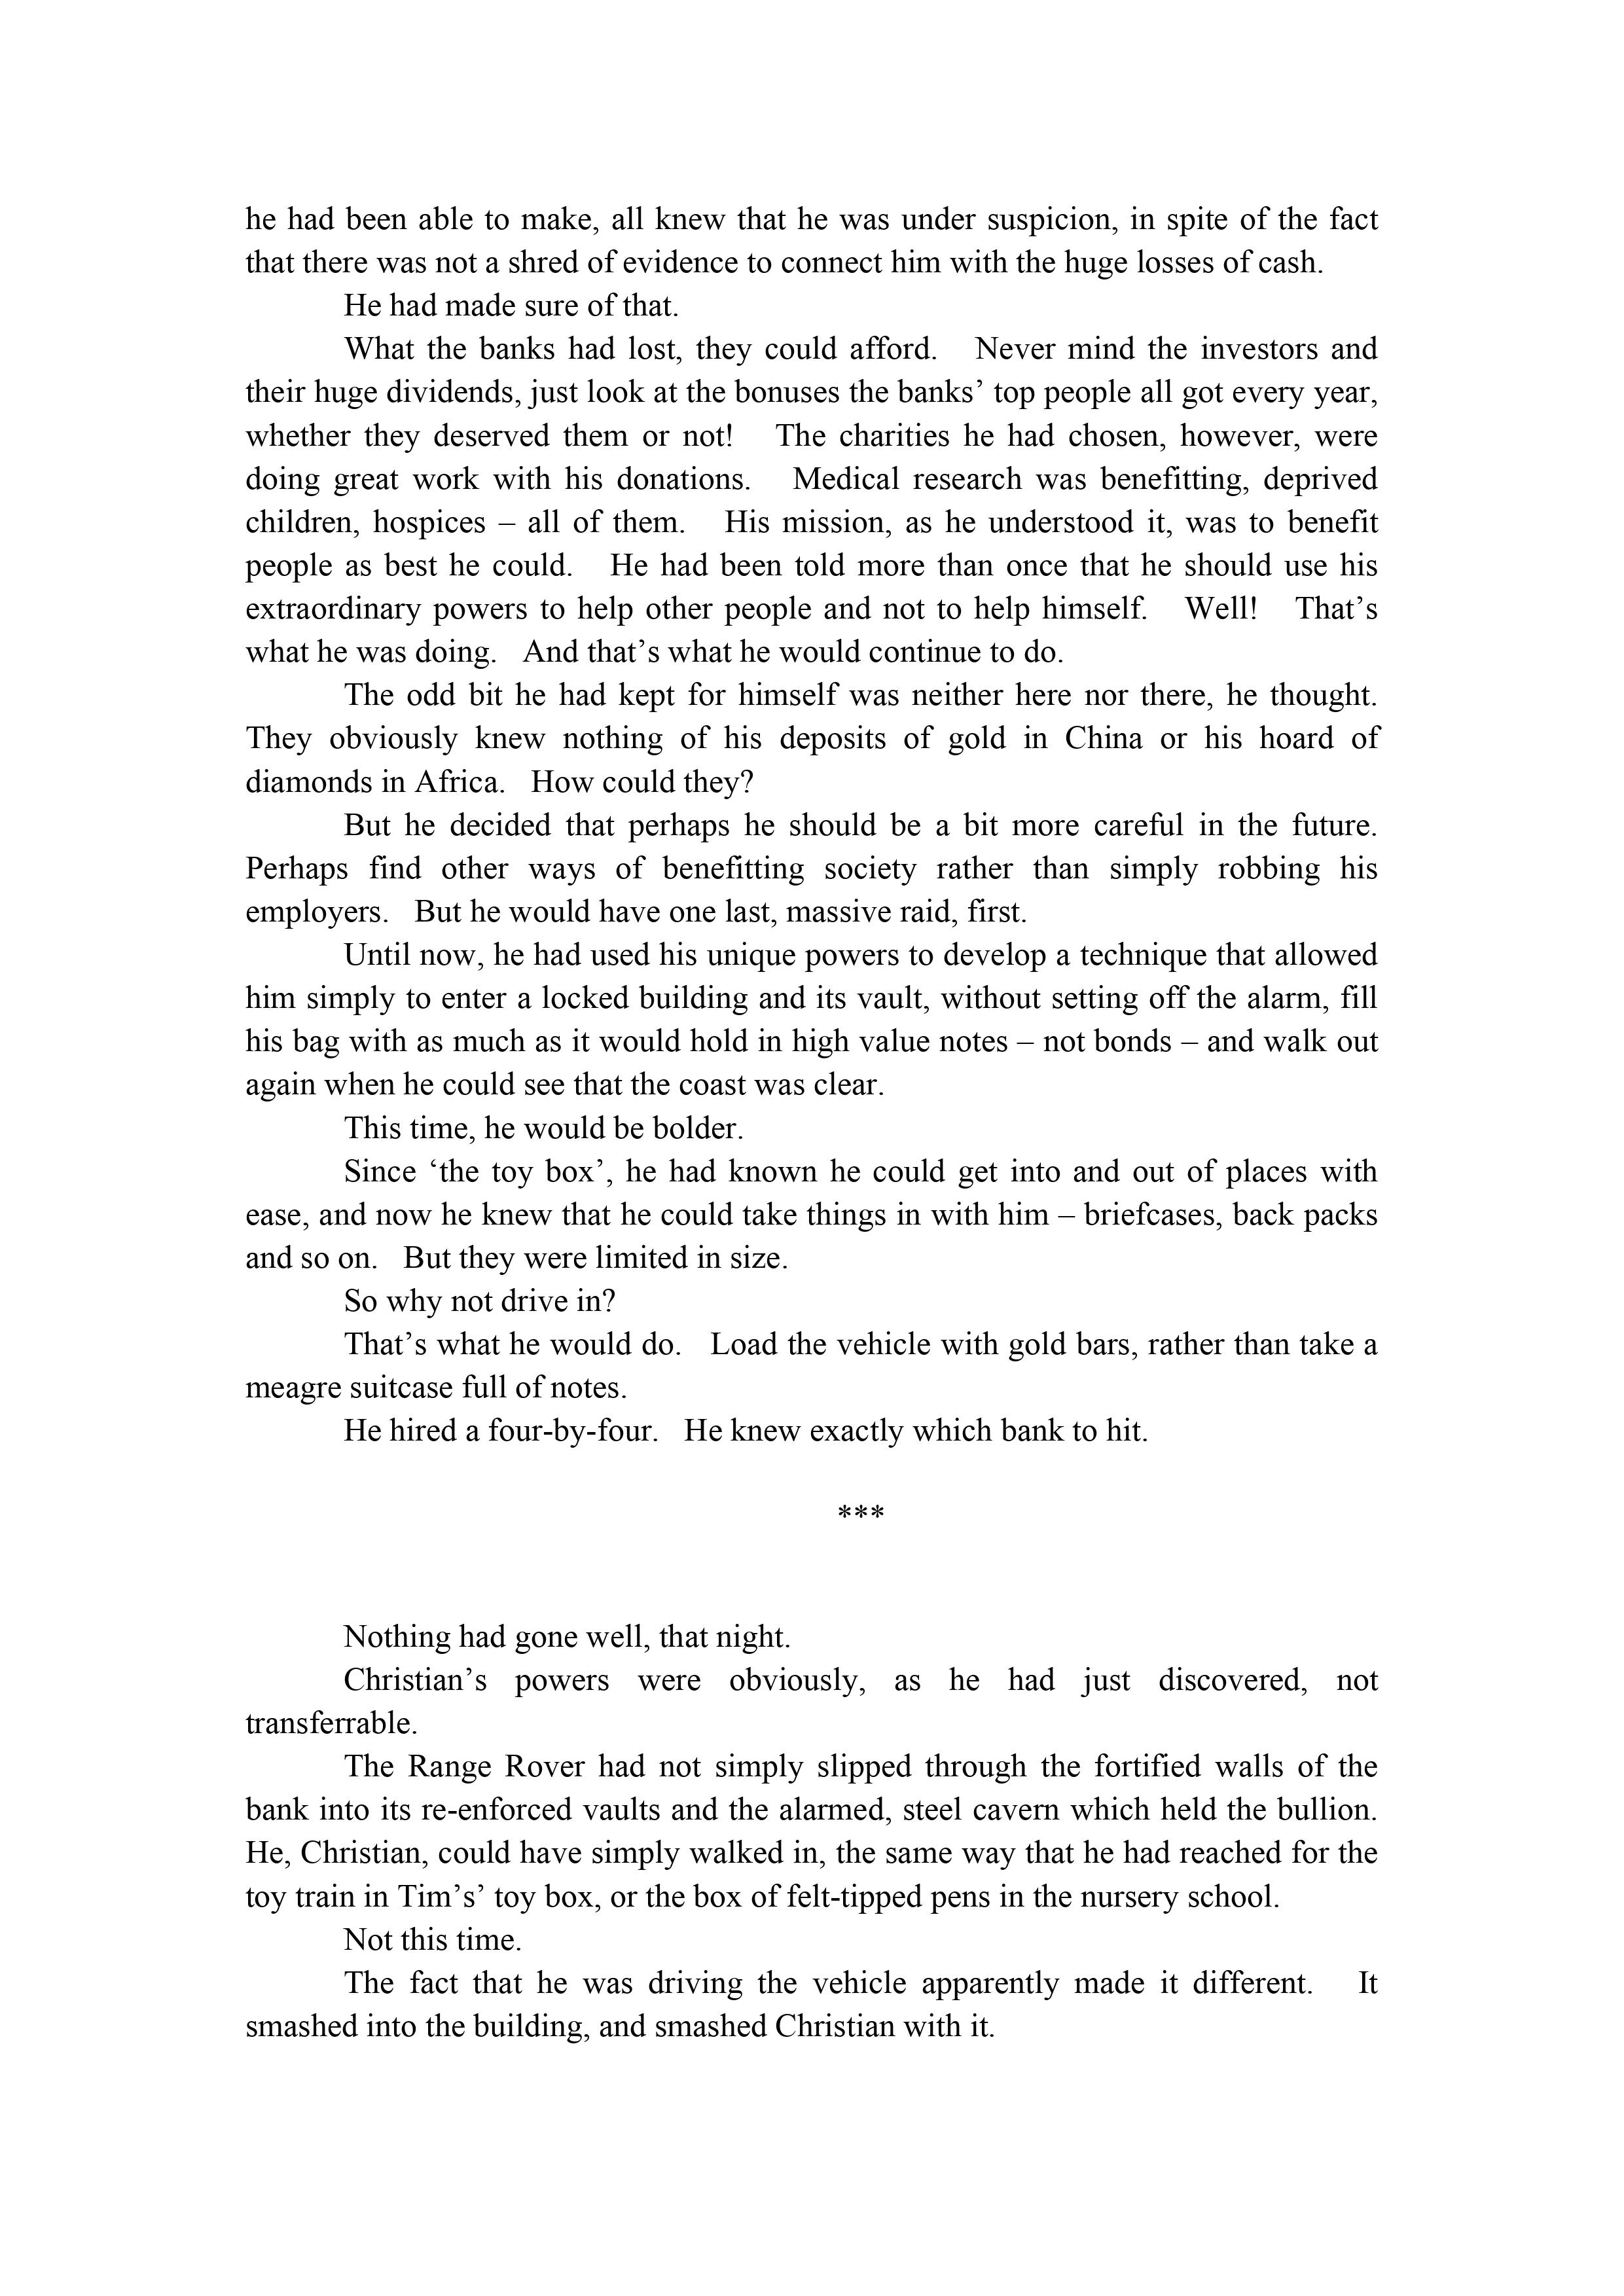 he had been able to make, all knew that he was under suspicion, in spite of the fact
that there was not a shred of evidence to connect him with the huge losses of cash.
He had made sure of that.
What the banks had lost, they could afford. Never mind the investors and
their huge dividends, just look at the bonuses the banks’ top people all got every year,
whether they deserved them or not! The charities he had chosen, however, were
doing great work with his donations. Medical research was benefitting, deprived
children, hospices – all of them. His mission, as he understood it, was to benefit
people as best he could. He had been told more than once that he should use his
extraordinary powers to help other people and not to help himself. Well! That’s
what he was doing. And that’s what he would continue to do.
The odd bit he had kept for himself was neither here nor there, he thought.
They obviously knew nothing of his deposits of gold in China or his hoard of
diamonds in Africa. How could they?
But he decided that perhaps he should be a bit more careful in the future.
Perhaps find other ways of benefitting society rather than simply robbing his
employers. But he would have one last, massive raid, first.
Until now, he had used his unique powers to develop a technique that allowed
him simply to enter a locked building and its vault, without setting off the alarm, fill
his bag with as much as it would hold in high value notes – not bonds – and walk out
again when he could see that the coast was clear.
This time, he would be bolder.
Since ‘the toy box’, he had known he could get into and out of places with
ease, and now he knew that he could take things in with him – briefcases, back packs
and so on. But they were limited in size.
So why not drive in?
That’s what he would do. Load the vehicle with gold bars, rather than take a
meagre suitcase full of notes.
He hired a four-by-four. He knew exactly which bank to hit.
***
Nothing had gone well, that night.
Christian’s powers were obviously, as he had just discovered, not
transferrable.
The Range Rover had not simply slipped through the fortified walls of the
bank into its re-enforced vaults and the alarmed, steel cavern which held the bullion.
He, Christian, could have simply walked in, the same way that he had reached for the
toy train in Tim’s’ toy box, or the box of felt-tipped pens in the nursery school.
Not this time.
The fact that he was driving the vehicle apparently made it different. It
smashed into the building, and smashed Christian with it.